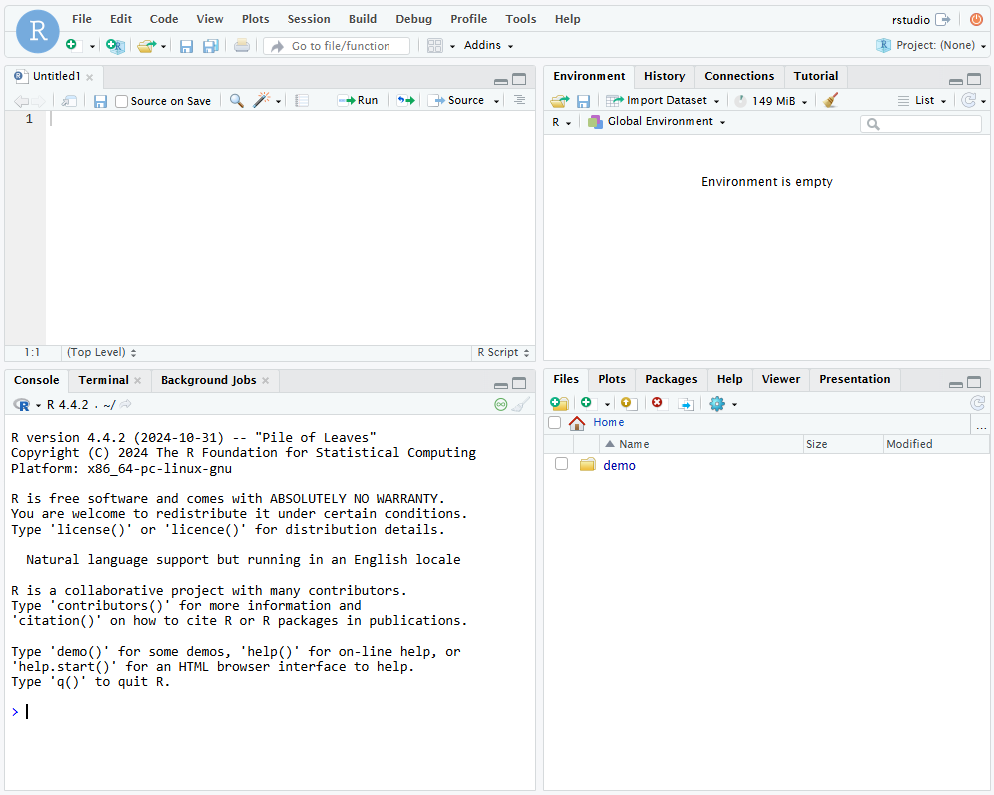 File Edit Code View Plots Session Build Debug Profile Tools Help
rstudio
R
Go to file/function
Addins
Project: (None)
Untitled1
Source on Save
Run
Source
1
1:1
(Top Level)
R Script
Environment History Connections Tutorial
Import Dataset
149 MiB
List
R
Global Environment
Environment is empty
Console Terminal Background Jobs
R 4.4.2 . ~/
R version 4.4.2 (2024-10-31) -- "Pile of Leaves"
Copyright (C) 2024 The R Foundation for Statistical Computing
Platform: x86_64-pc-linux-gnu
R is free software and comes with ABSOLUTELY NO WARRANTY.
You are welcome to redistribute it under certain conditions.
Type 'license()' or 'licence()' for distribution details.
Natural language support but running in an English locale
R is a collaborative project with many contributors.
Type 'contributors()' for more information and
'citation()' on how to cite R or R packages in publications.
Type 'demo()' for some demos, 'help()' for on-line help, or
'help.start()' for an HTML browser interface to help.
Type 'q()' to quit R.
>
Files Plots Packages Help Viewer Presentation
Home
...
Name Size Modified
demo